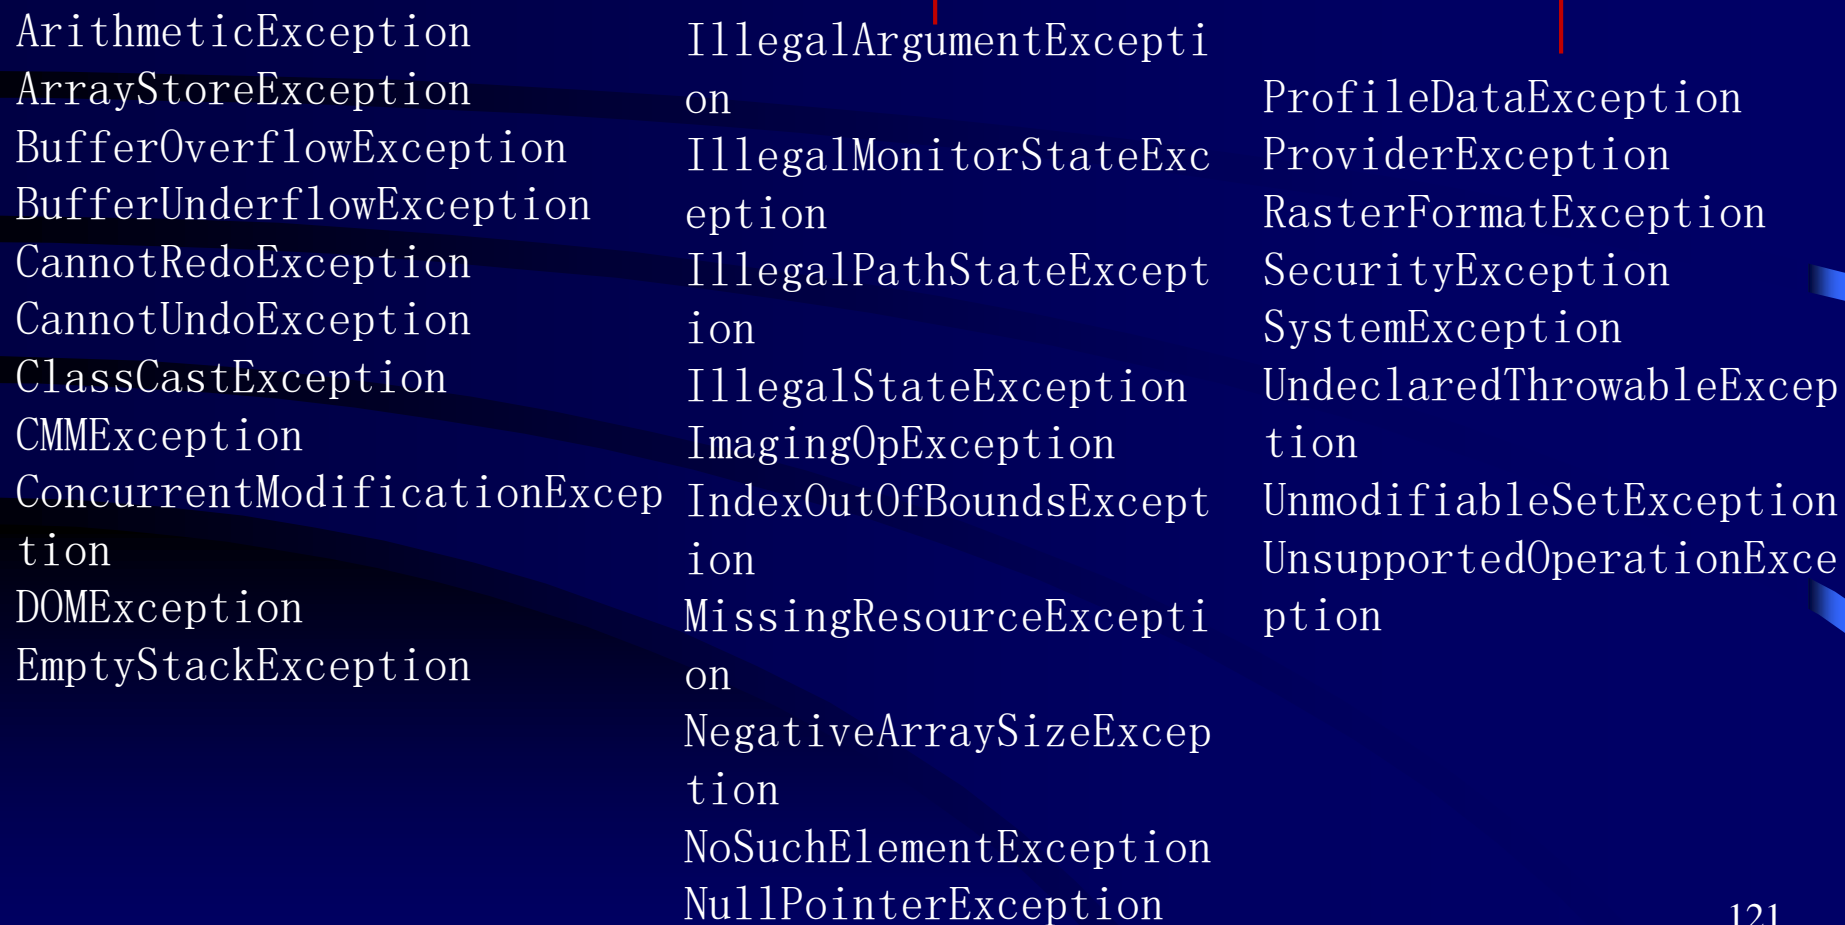 ArithmeticException
ArrayStoreException
BufferOverflowException
BufferUnderflowException
CannotRedoException
CannotUndoException
ClassCastException
CMMException
ConcurrentModificationExcep
tion
DOMException
EmptyStackException
IllegalArgumentExcepti
on
IllegalMonitorStateExc
eption
IllegalPathStateExcept
ion
IllegalStateException
ImagingOpException
IndexOutOfBoundsExcept
ion
MissingResourceExcepti
on
NegativeArraySizeExcep
tion
NoSuchElementException
NullPointerException
ProfileDataException
ProviderException
RasterFormatException
SecurityException
SystemException
UndeclaredThrowableExcep
tion
UnmodifiableSetException
UnsupportedOperationExce
ption
121